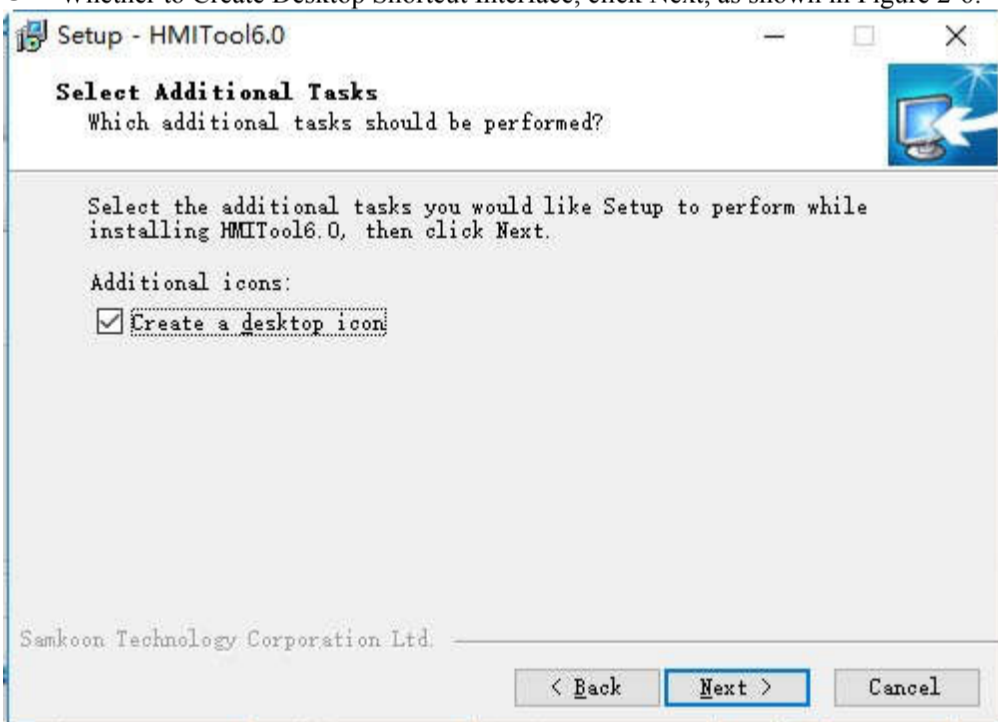 Whether to Create Desktop Shortcut Interface, click Next, as shown in Figure 2-6.
Setup - HMITool6.0
Select Additional Tasks
Which additional tasks should be performed?
Select the additional tasks you would like Setup to perform while
installing HMITool6.0, then click Next.
Additional icons:
Create a desktop icon
Samkoon Technology Corporation Ltd.
< Back Next > Cancel